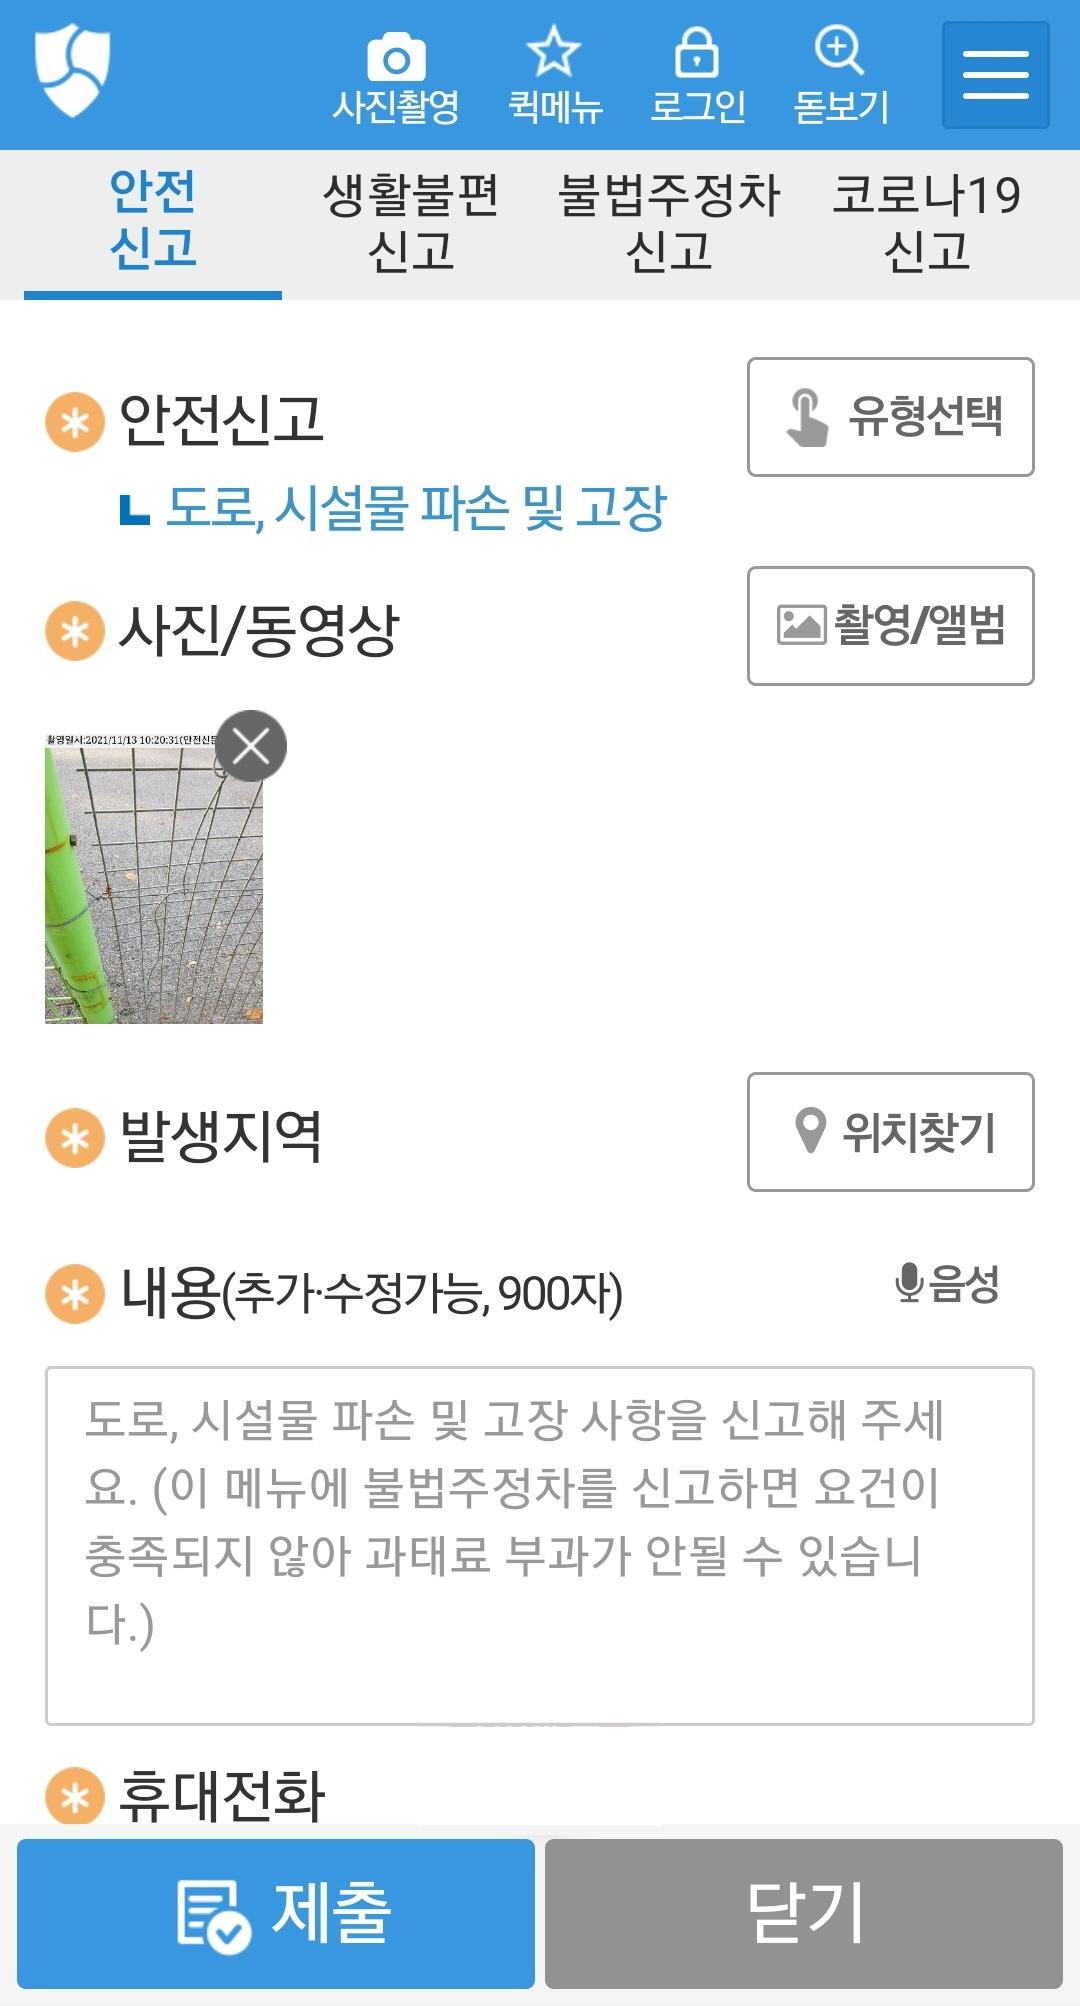 사진촬영 퀵메뉴 로그인 돋보기
안전 생활불편 불법주정차 코로나19
신고 신고 신고 신고
안전신고
유형선택
도로, 시설물 파손 및 고장
사진/동영상
촬영/앨범
촬영일시:2021/11/13 10:20:31(안전신문
발생지역
위치찾기
내용(추가·수정가능, 900자)
음성
도로, 시설물 파손 및 고장 사항을 신고해 주세
요. (이 메뉴에 불법주정차를 신고하면 요건이
충족되지 않아 과태료 부과가 안될 수 있습니
다.)
휴대전화
제출 닫기